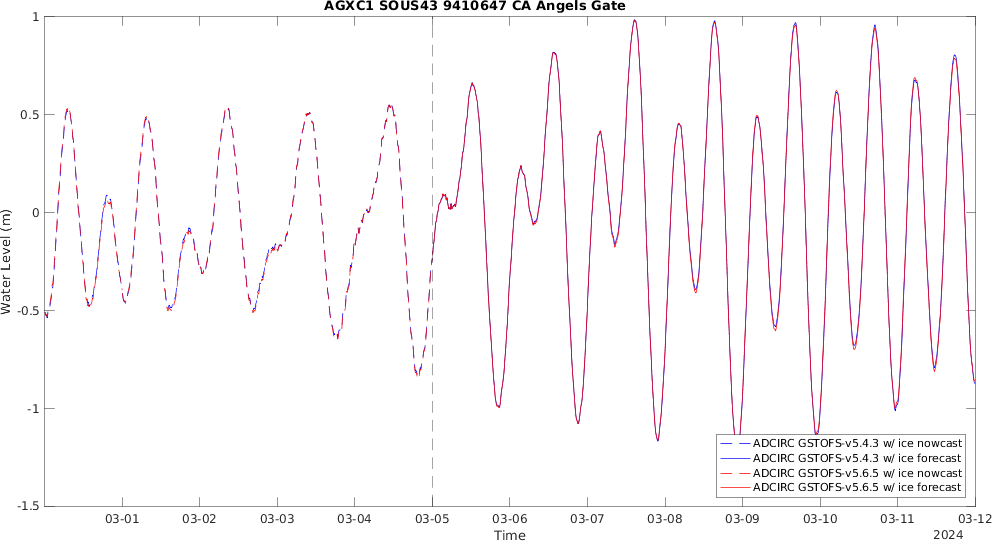 AGXC1 SOUS43 9410647 CA Angels Gate
Water Level (m)
1
0.5
0
-0.5
-1
-1.5
03-01 03-02 03-03 03-04 03-05 03-06 03-07 03-08 03-09 03-10 03-11 03-12
Time
2024
ADCIRC GSTOFS-v5.4.3 w/ ice nowcast
ADCIRC GSTOFS-v5.4.3 w/ ice forecast
ADCIRC GSTOFS-v5.6.5 w/ ice nowcast
ADCIRC GSTOFS-v5.6.5 w/ ice forecast